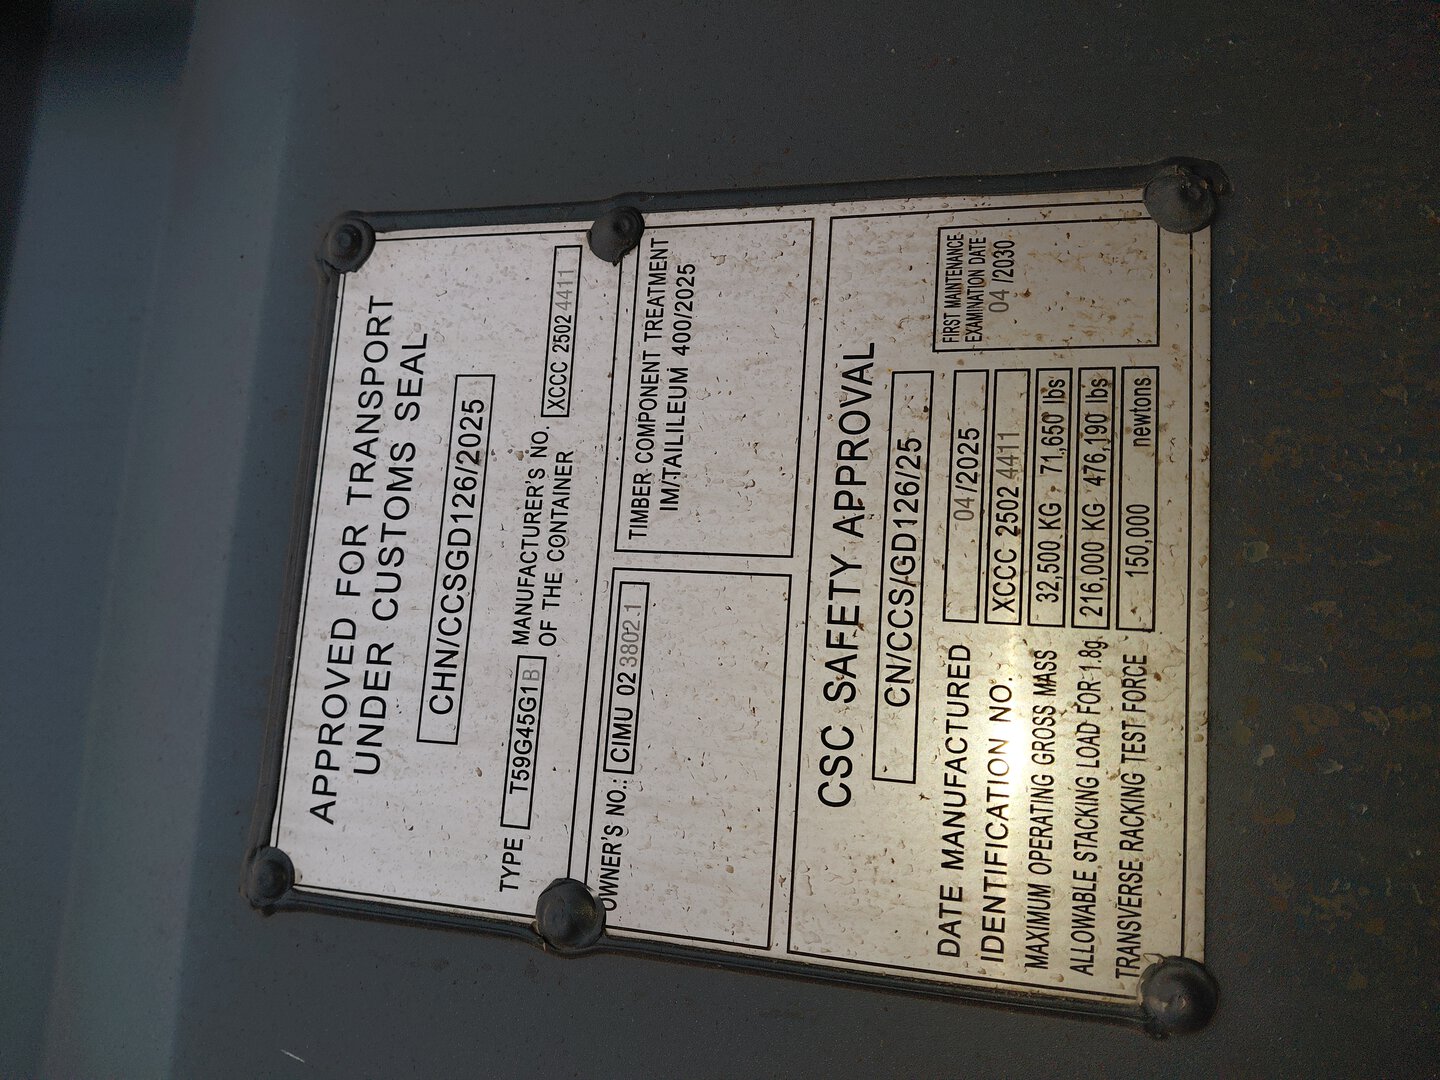 APPROVED FOR TRANSPORT
UNDER CUSTOMS SEAL
CHN/CCSGD126/2025
TYPE T59G45G1B MANUFACTURER'S NO. OF THE CONTAINER XCCC 2502 4411
OWNER'S NO.: CIMU 02 3802.1
TIMBER COMPONENT TREATMENT
IM/TAILILEUM 400/2025
CSC SAFETY APPROVAL
CN/CCS/GD126/25
DATE MANUFACTURED 04/2025
IDENTIFICATION NO. XCCC 2502 4411
MAXIMUM OPERATING GROSS MASS 32,500 KG 71,650 lbs
ALLOWABLE STACKING LOAD FOR 1.8g 216,000 KG 476,190 lbs
TRANSVERSE RACKING TEST FORCE 150,000 newtons
FIRST MAINTENANCE
EXAMINATION DATE
04 /2030